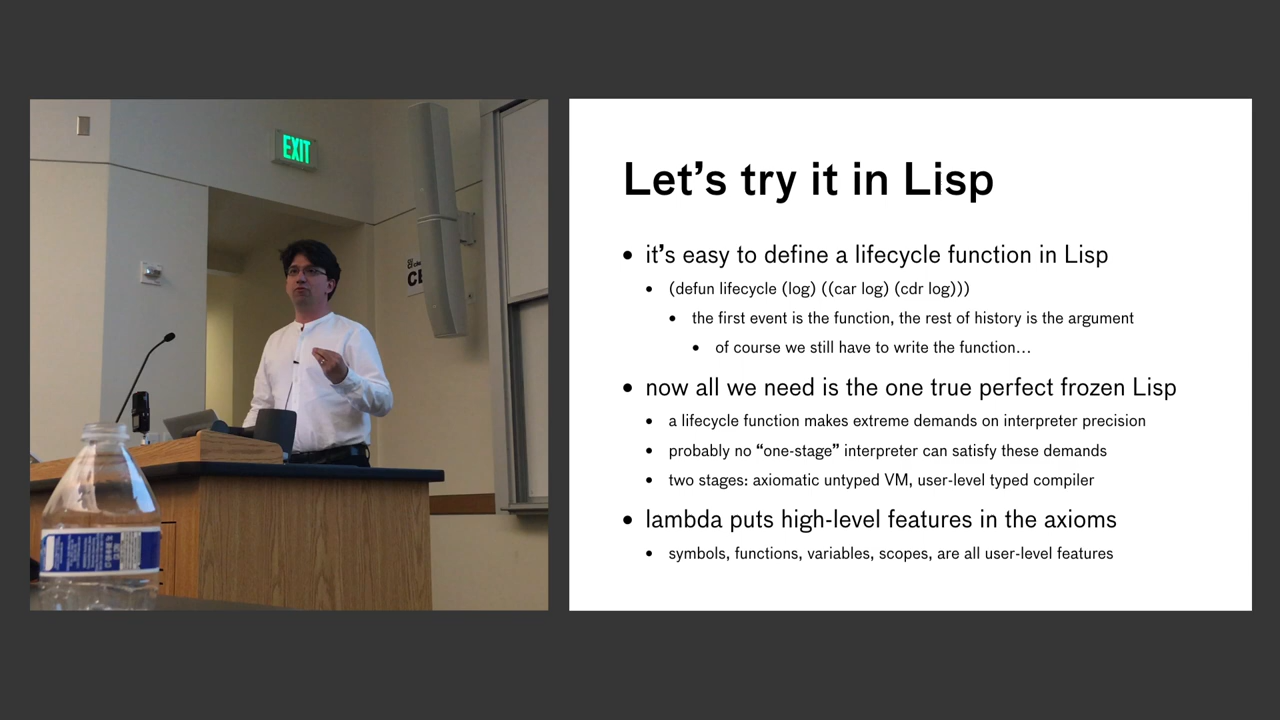 EXIT
Let’s try it in Lisp
• it’s easy to define a lifecycle function in Lisp
• (defun lifecycle (log) ((car log) (cdr log)))
• the first event is the function, the rest of history is the argument
• of course we still have to write the function…
• now all we need is the one true perfect frozen Lisp
• a lifecycle function makes extreme demands on interpreter precision
• probably no “one-stage” interpreter can satisfy these demands
• two stages: axiomatic untyped VM, user-level typed compiler
• lambda puts high-level features in the axioms
• symbols, functions, variables, scopes, are all user-level features